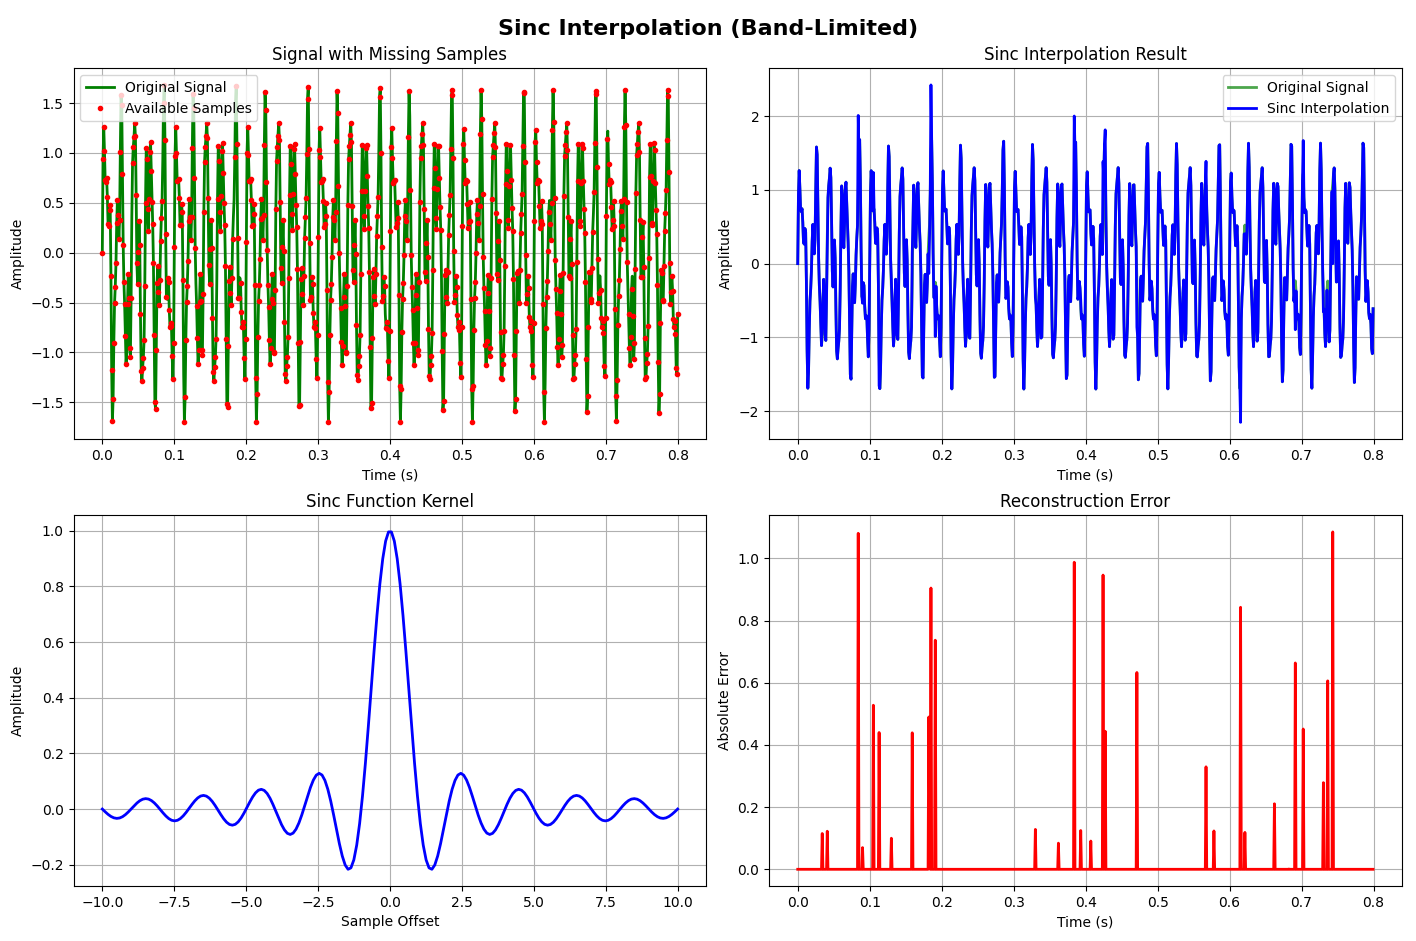 Sinc Interpolation (Band-Limited)
Signal with Missing Samples
Original Signal
Available Samples
1.5
1.0
0.5
0.0
−0.5
−1.0
−1.5
Amplitude
0.0 0.1 0.2 0.3 0.4 0.5 0.6 0.7 0.8
Time (s)
Sinc Interpolation Result
Original Signal
Sinc Interpolation
2
1
0
−1
−2
Amplitude
0.0 0.1 0.2 0.3 0.4 0.5 0.6 0.7 0.8
Time (s)
Sinc Function Kernel
1.0
0.8
0.6
0.4
0.2
0.0
−0.2
Amplitude
−10.0 −7.5 −5.0 −2.5 0.0 2.5 5.0 7.5 10.0
Sample Offset
Reconstruction Error
1.0
0.8
0.6
0.4
0.2
0.0
Absolute Error
0.0 0.1 0.2 0.3 0.4 0.5 0.6 0.7 0.8
Time (s)